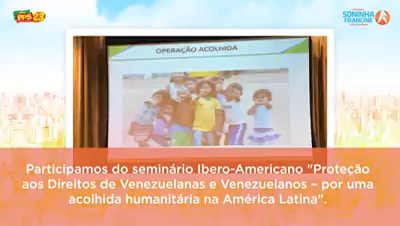 PPS 23
SONINHA
FRANCINE
OPERAÇÃO ACOLHIDA
Participamos do seminário Ibero-Americano "Proteção
aos Direitos de Venezuelanas e Venezuelanos – por uma
acolhida humanitária na América Latina".